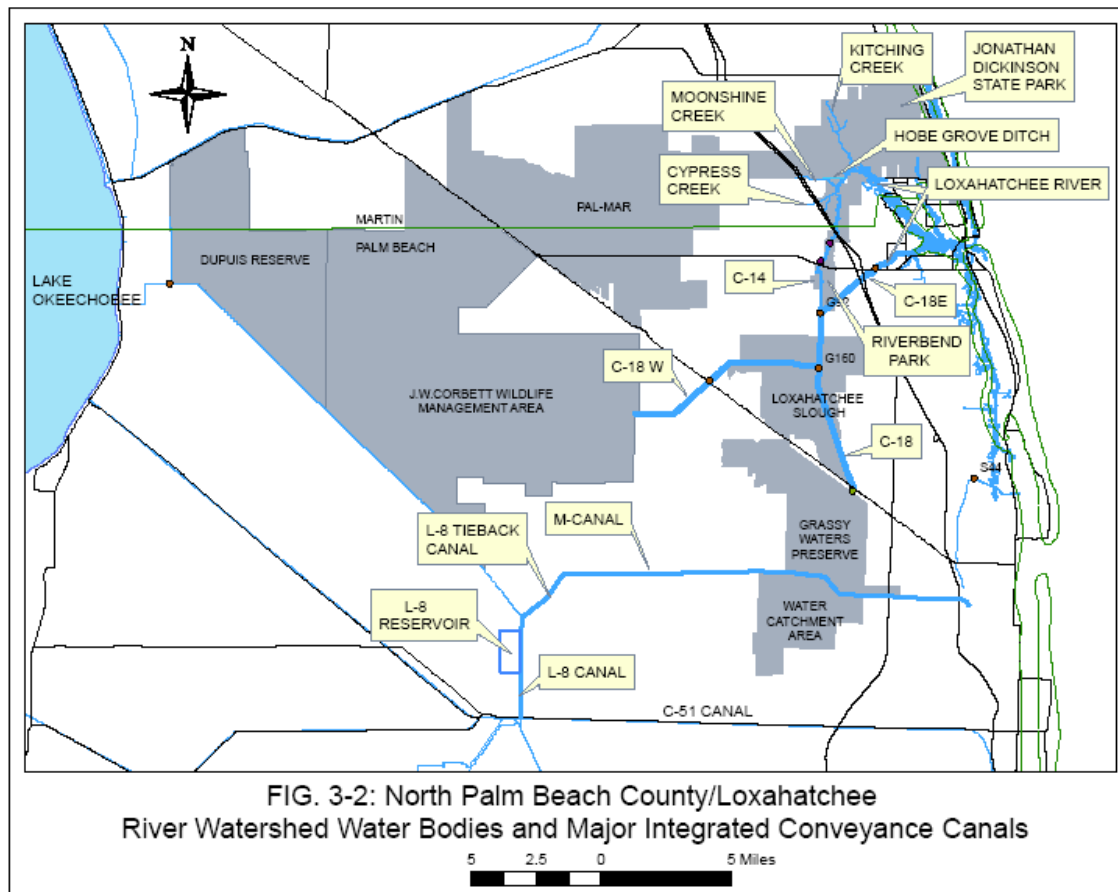 N
KITCHING
CREEK
JONATHAN
DICKINSON
STATE PARK
MOONSHINE
CREEK
HOBE GROVE DITCH
CYPRESS
CREEK
LOXAHATCHEE RIVER
PAL-MAR
MARTIN
PALM BEACH
DUPUIS RESERVE
LAKE
OKEECHOBEE
C-14
C-18E
G92
RIVERBEND
PARK
C-18 W
G160
J.W.CORBETT WILDLIFE
MANAGEMENT AREA
LOXAHATCHEE
SLOUGH
C-18
S44
M-CANAL
L-8 TIEBACK
CANAL
GRASSY
WATERS
PRESERVE
L-8
RESERVOIR
WATER
CATCHMENT
AREA
L-8 CANAL
C-51 CANAL
FIG. 3-2: North Palm Beach County/Loxahatchee
River Watershed Water Bodies and Major Integrated Conveyance Canals
5 2.5 0 5 Miles